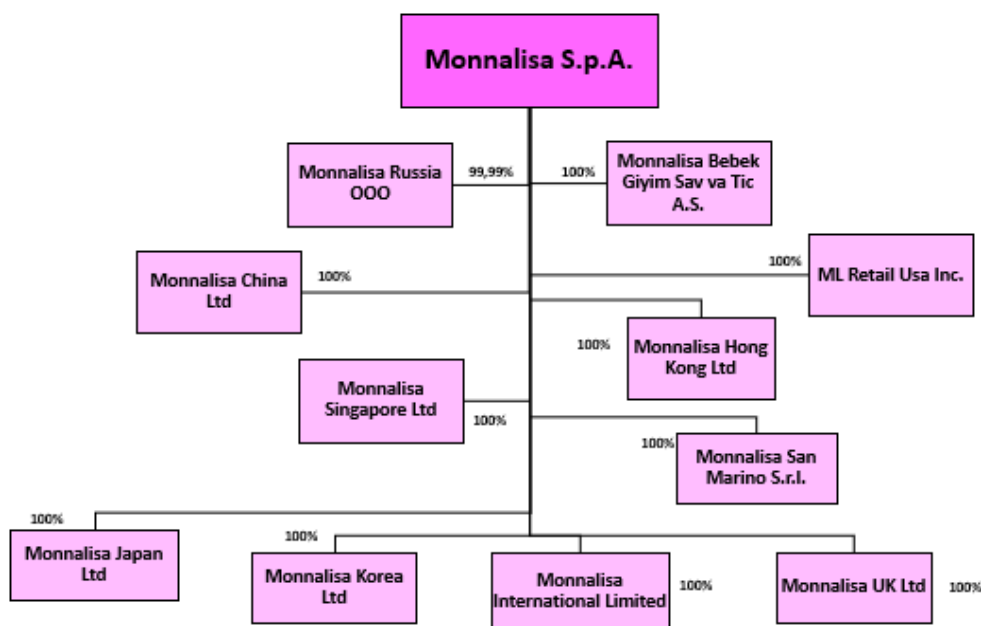 Monnalisa S.p.A.
Monnalisa Russia
OOO
99,99%
100%
Monnalisa Bebek
Giyim Sav va Tic
A.S.
Monnalisa China
Ltd
100%
100%
ML Retail Usa Inc.
100%
Monnalisa Hong
Kong Ltd
Monnalisa
Singapore Ltd
100%
100%
Monnalisa San
Marino S.r.l.
100%
Monnalisa Japan
Ltd
100%
Monnalisa Korea
Ltd
Monnalisa
International Limited
100%
Monnalisa UK Ltd
100%